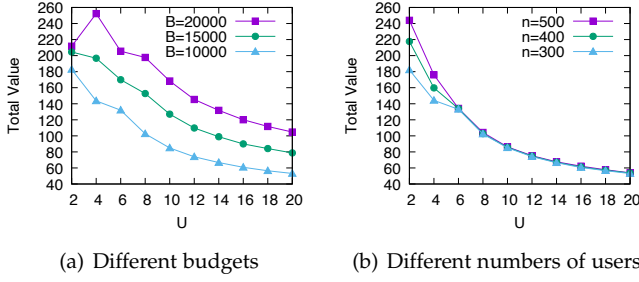 260
240
220
200
180
160
140
120
100
80
60
40
Total Value
B=20000
B=15000
B=10000
2 4 6 8 10 12 14 16 18 20
U
(a) Different budgets
260
240
220
200
180
160
140
120
100
80
60
40
Total Value
n=500
n=400
n=300
2 4 6 8 10 12 14 16 18 20
U
(b) Different numbers of users